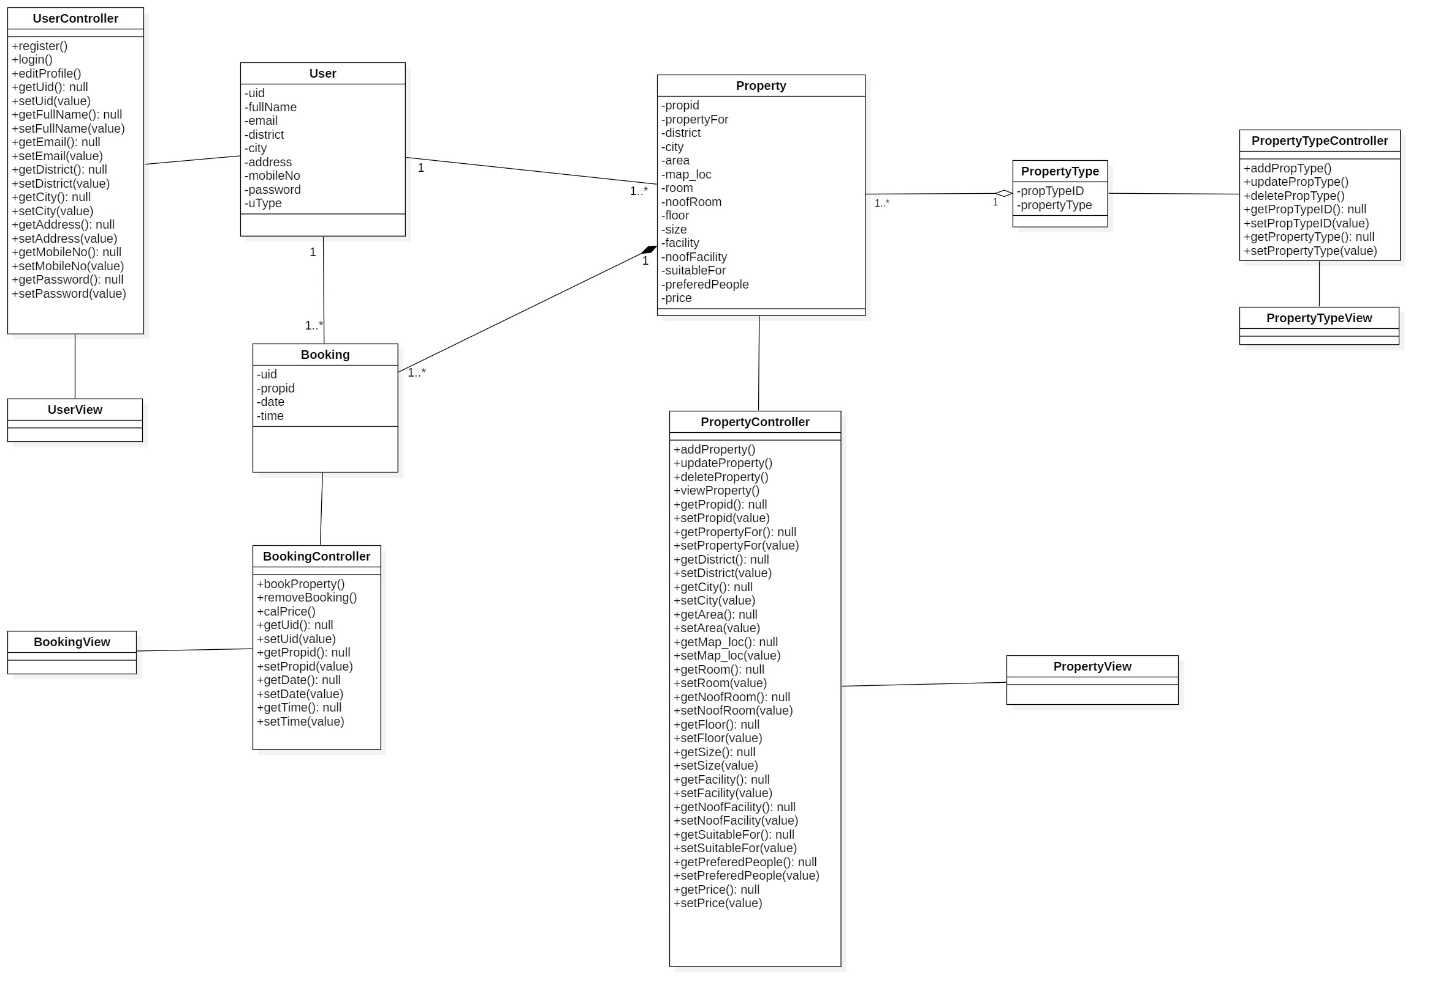 UserController
+register()
+login()
+editProfile()
+getUid(): null
+setUid(value)
+getFullName(): null
+setFullName(value)
+getEmail(): null
+setEmail(value)
+getDistrict(): null
+setDistrict(value)
+getCity(): null
+setCity(value)
+getAddress(): null
+setAddress(value)
+getMobileNo(): null
+setMobileNo(value)
+getPassword(): null
+setPassword(value)
UserView
User
-uid
-fullName
-email
-district
-city
-address
-mobileNo
-password
-uType
1
1..*
1
1..*
Booking
-uid
-propid
-date
-time
1
1..*
BookingController
+bookProperty()
+removeBooking()
+calPrice()
+getUid(): null
+setUid(value)
+getPropid(): null
+setPropid(value)
+getDate(): null
+setDate(value)
+getTime(): null
+setTime(value)
BookingView
Property
-propid
-propertyFor
-district
-city
-area
-map_loc
-room
-noofRoom
-floor
-size
-facility
-noofFacility
-suitableFor
-preferedPeople
-price
1..*
1
PropertyType
-propTypeID
-propertyType
PropertyTypeController
+addPropType()
+updatePropType()
+deletePropType()
+getPropTypeID(): null
+setPropTypeID(value)
+getPropertyType(): null
+setPropertyType(value)
PropertyTypeView
PropertyController
+addProperty()
+updateProperty()
+deleteProperty()
+viewProperty()
+getPropid(): null
+setPropid(value)
+getPropertyFor(): null
+setPropertyFor(value)
+getDistrict(): null
+setDistrict(value)
+getCity(): null
+setCity(value)
+getArea(): null
+setArea(value)
+getMap_loc(): null
+setMap_loc(value)
+getRoom(): null
+setRoom(value)
+getNoofRoom(): null
+setNoofRoom(value)
+getFloor(): null
+setFloor(value)
+getSize(): null
+setSize(value)
+getFacility(): null
+setFacility(value)
+getNoofFacility(): null
+setNoofFacility(value)
+getSuitableFor(): null
+setSuitableFor(value)
+getPreferedPeople(): null
+setPreferedPeople(value)
+getPrice(): null
+setPrice(value)
PropertyView